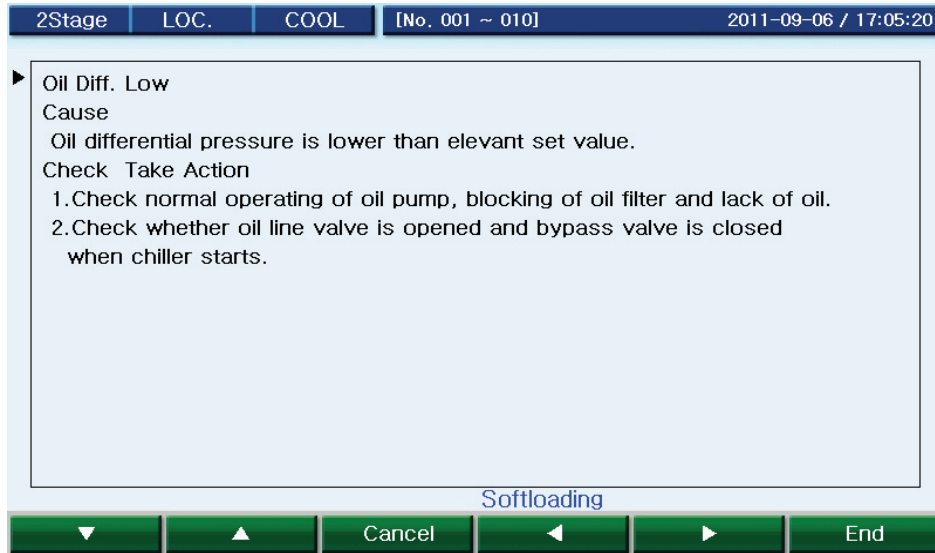 2Stage LOC. COOL [No. 001 ~ 010] 2011-09-06 / 17:05:20
Oil Diff. Low
Cause
Oil differential pressure is lower than elevant set value.
Check Take Action
1.Check normal operating of oil pump, blocking of oil filter and lack of oil.
2.Check whether oil line valve is opened and bypass valve is closed
when chiller starts.
Softloading
Cancel End